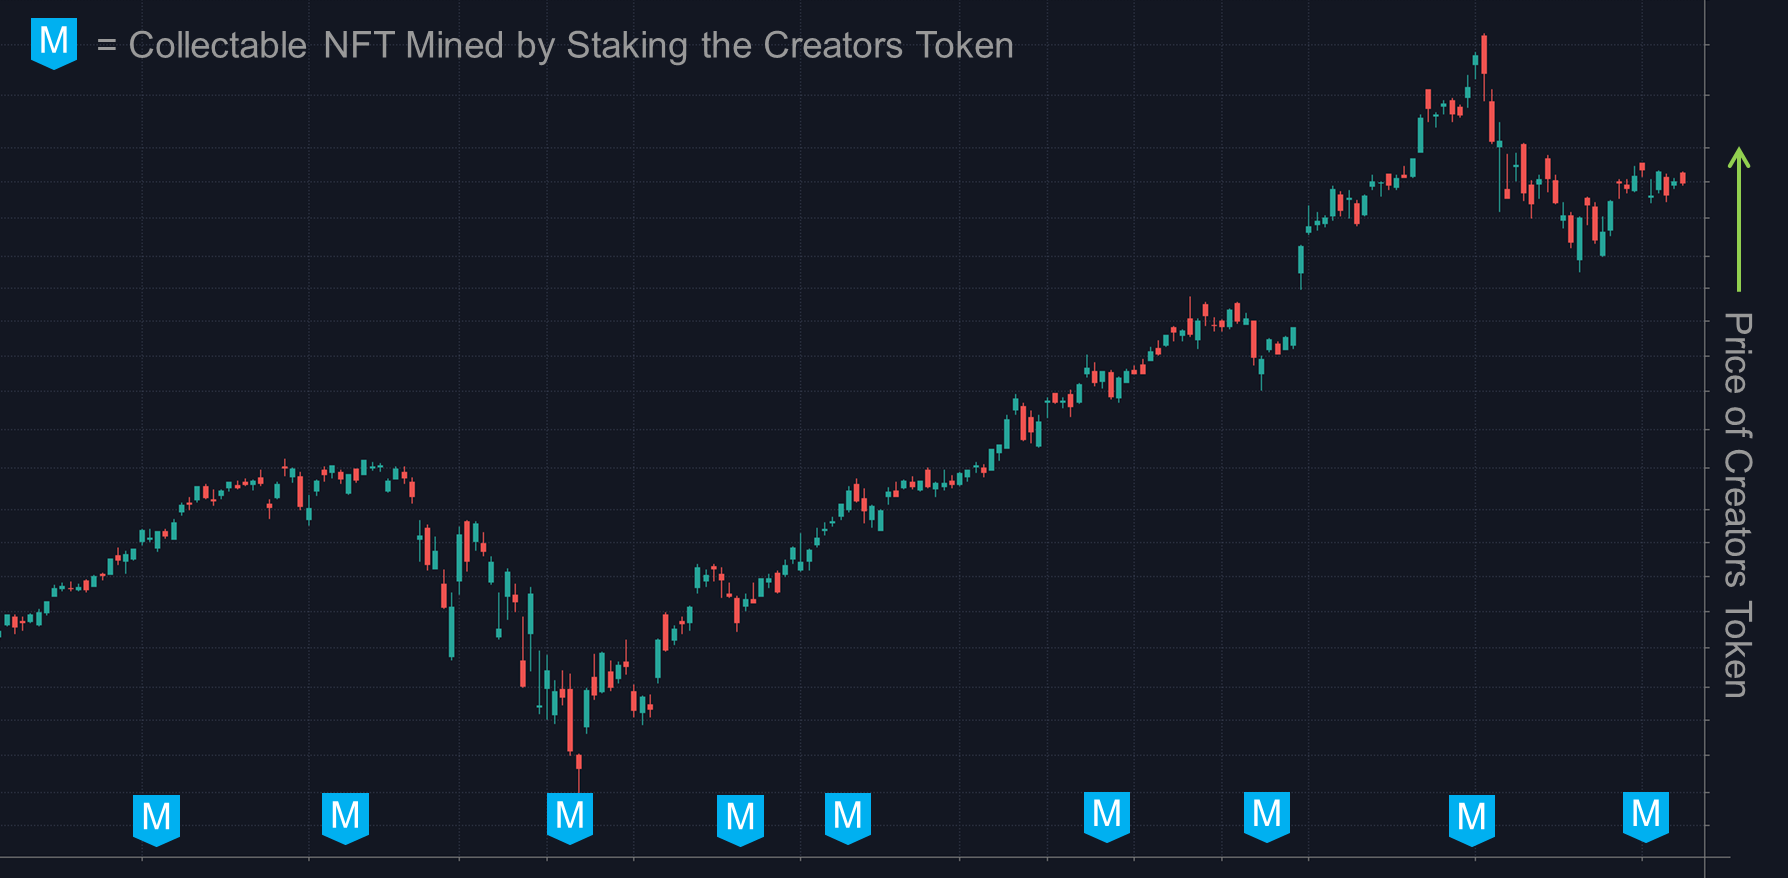 M = Collectable NFT Mined by Staking the Creators Token
Price of Creators Token
M M M M M M M M M